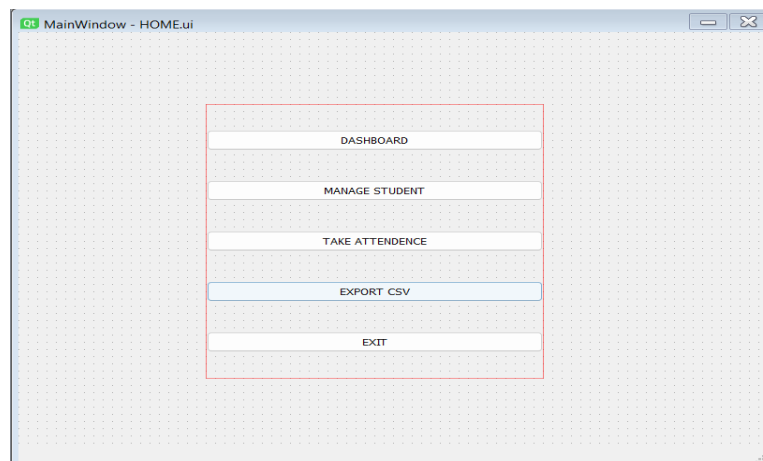 Qt MainWindow - HOME.ui
DASHBOARD
MANAGE STUDENT
TAKE ATTENDENCE
EXPORT CSV
EXIT